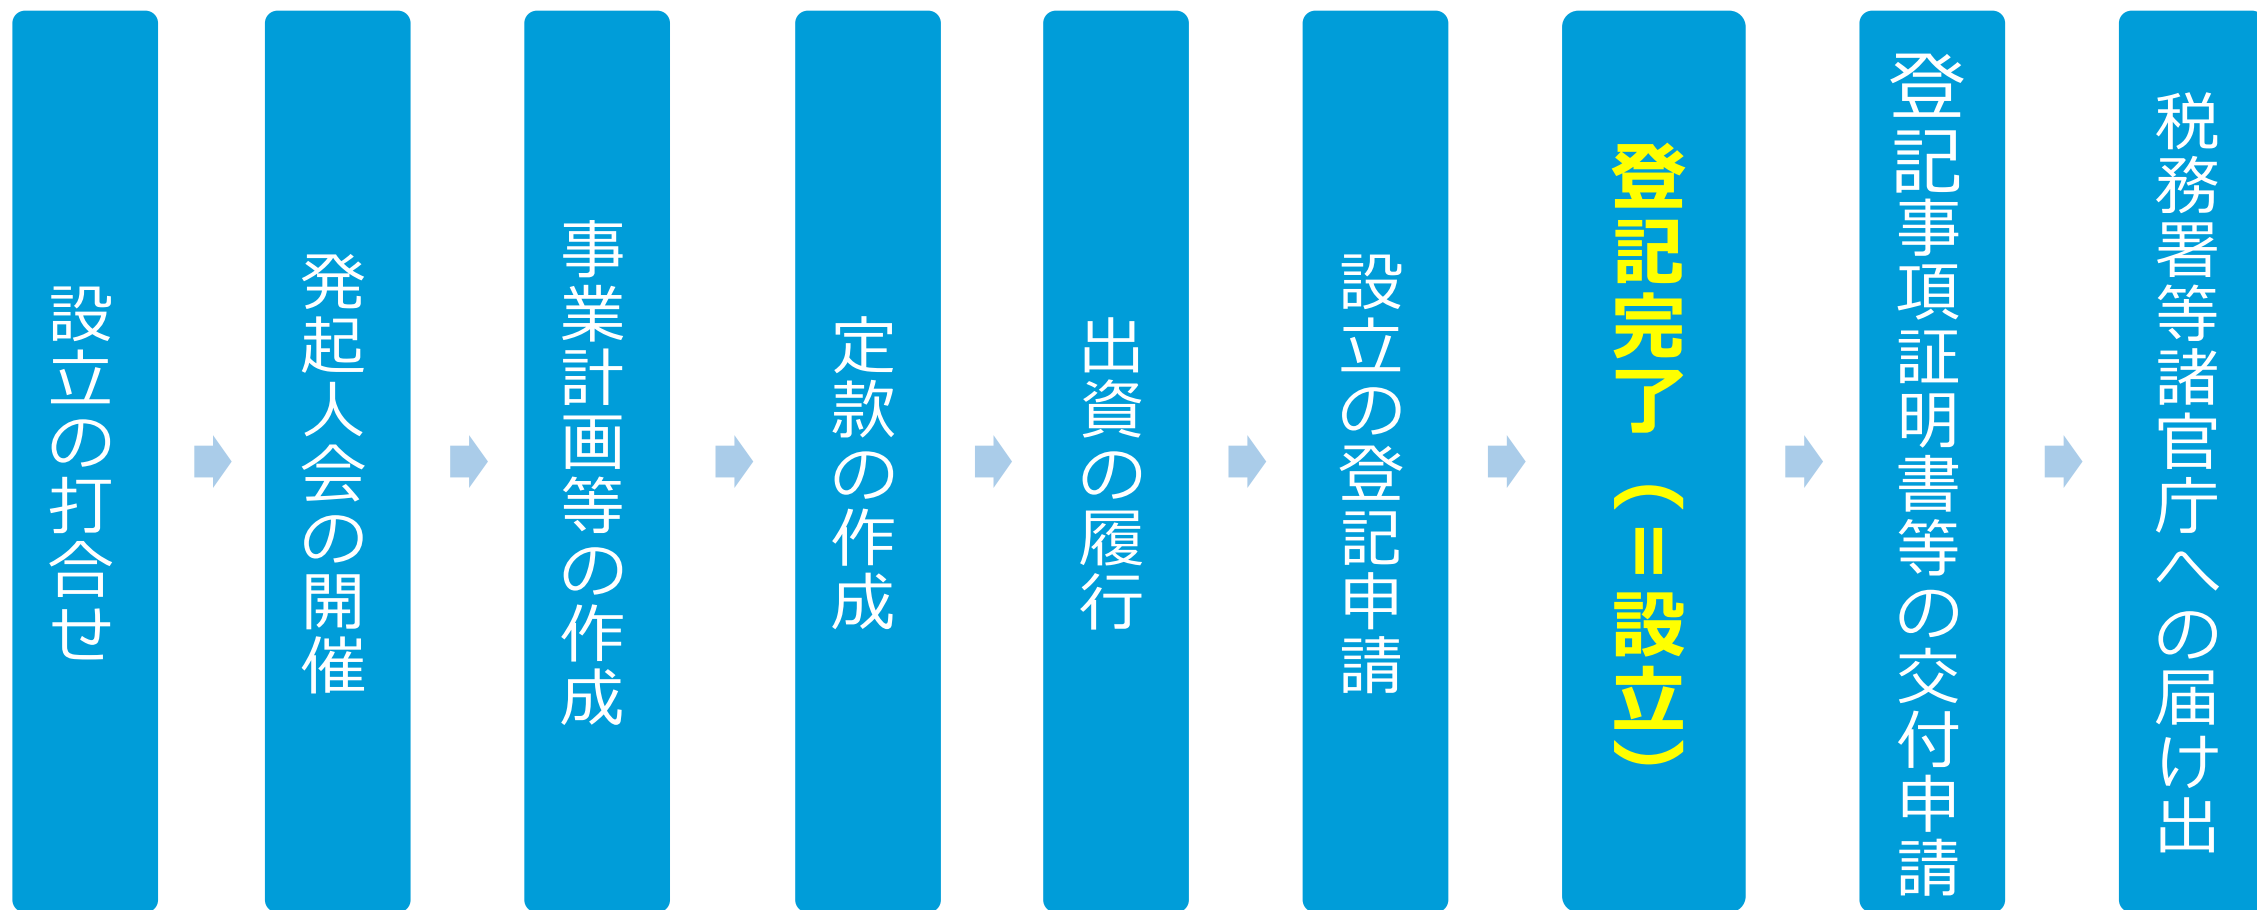 設立の打合せ
発起人会の開催
事業計画等の作成
定款の作成
出資の履行
設立の登記申請
登記完了（＝設立）
登記事項証明書等の交付申請
税務署等諸官庁への届け出